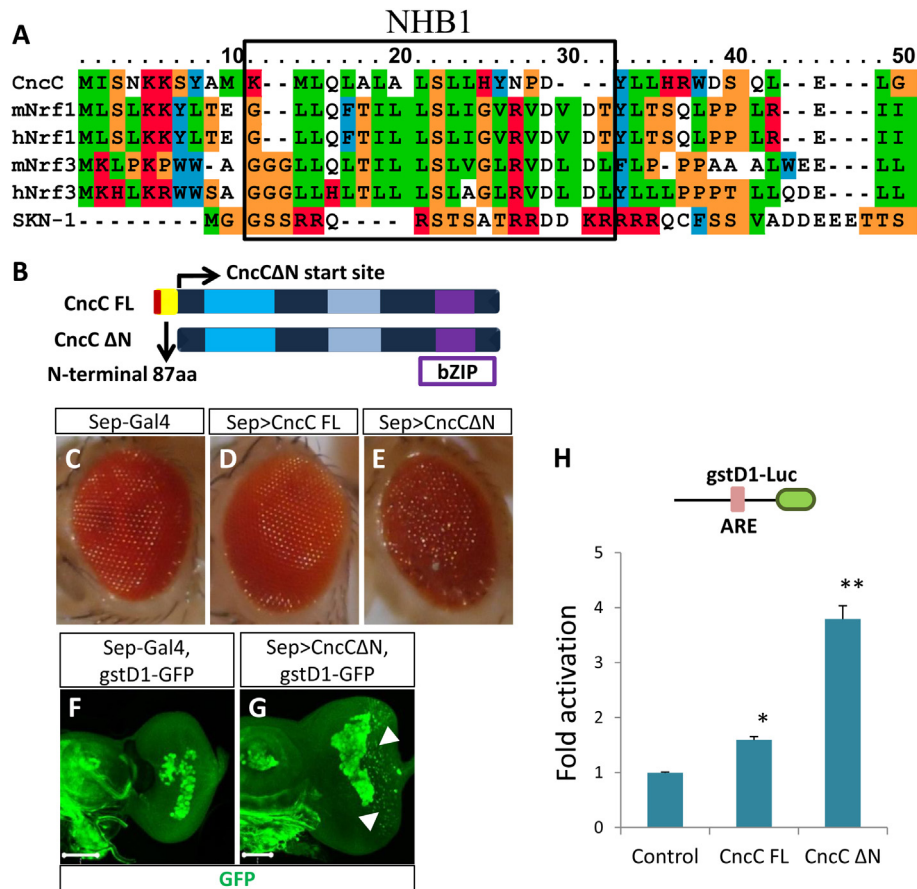 NHB1
A
10 20 30 40 50
CncC MISNKKSYAM K--MLQLALA LSLLHYNPD- --YLLHRWDS QL--E---LG
mNrf1 MLSLKKYLTE G--LLQFTIL LSLIGVRVDV DTYLTSQLPP LR--E---II
hNrf1 MLSLKKYLTE G--LLQFTIL LSLIGVRVDV DTYLTSQLPP LR--E---II
mNrf3 MKLPKPWW-A GGGLLQLTIL LSLVGLRVDL DLFLP-PPAA ALWEE---LL
hNrf3 MKHLKRWWSA GGGLLHLTLL LSLAGLRVDL DLYLLLPPPT LLQDE---LL
SKN-1 --------MG GSSRRQ---- RSTSATRRDD KRRRRQCFSS VADDEEETTS
B
CncCΔN start site
CncC FL
CncC ΔN
N-terminal 87aa
bZIP
Sep-Gal4
Sep>CncC FL
Sep>CncCΔN
C
D
E
Sep-Gal4,
gstD1-GFP
Sep>CncCΔN,
gstD1-GFP
F
G
GFP
H
gstD1-Luc
ARE
Fold activation
5
4
3
2
1
0
*
**
Control
CncC FL
CncC ΔN